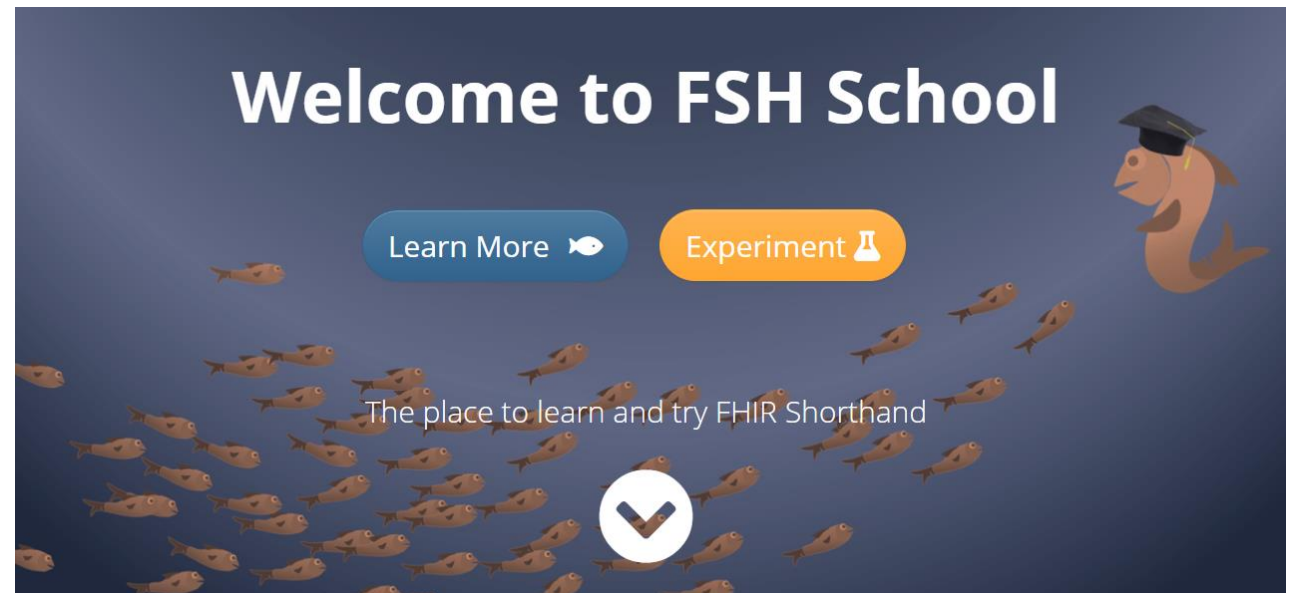 Welcome to FSH School
Learn More
Experiment
The place to learn and try FHIR Shorthand